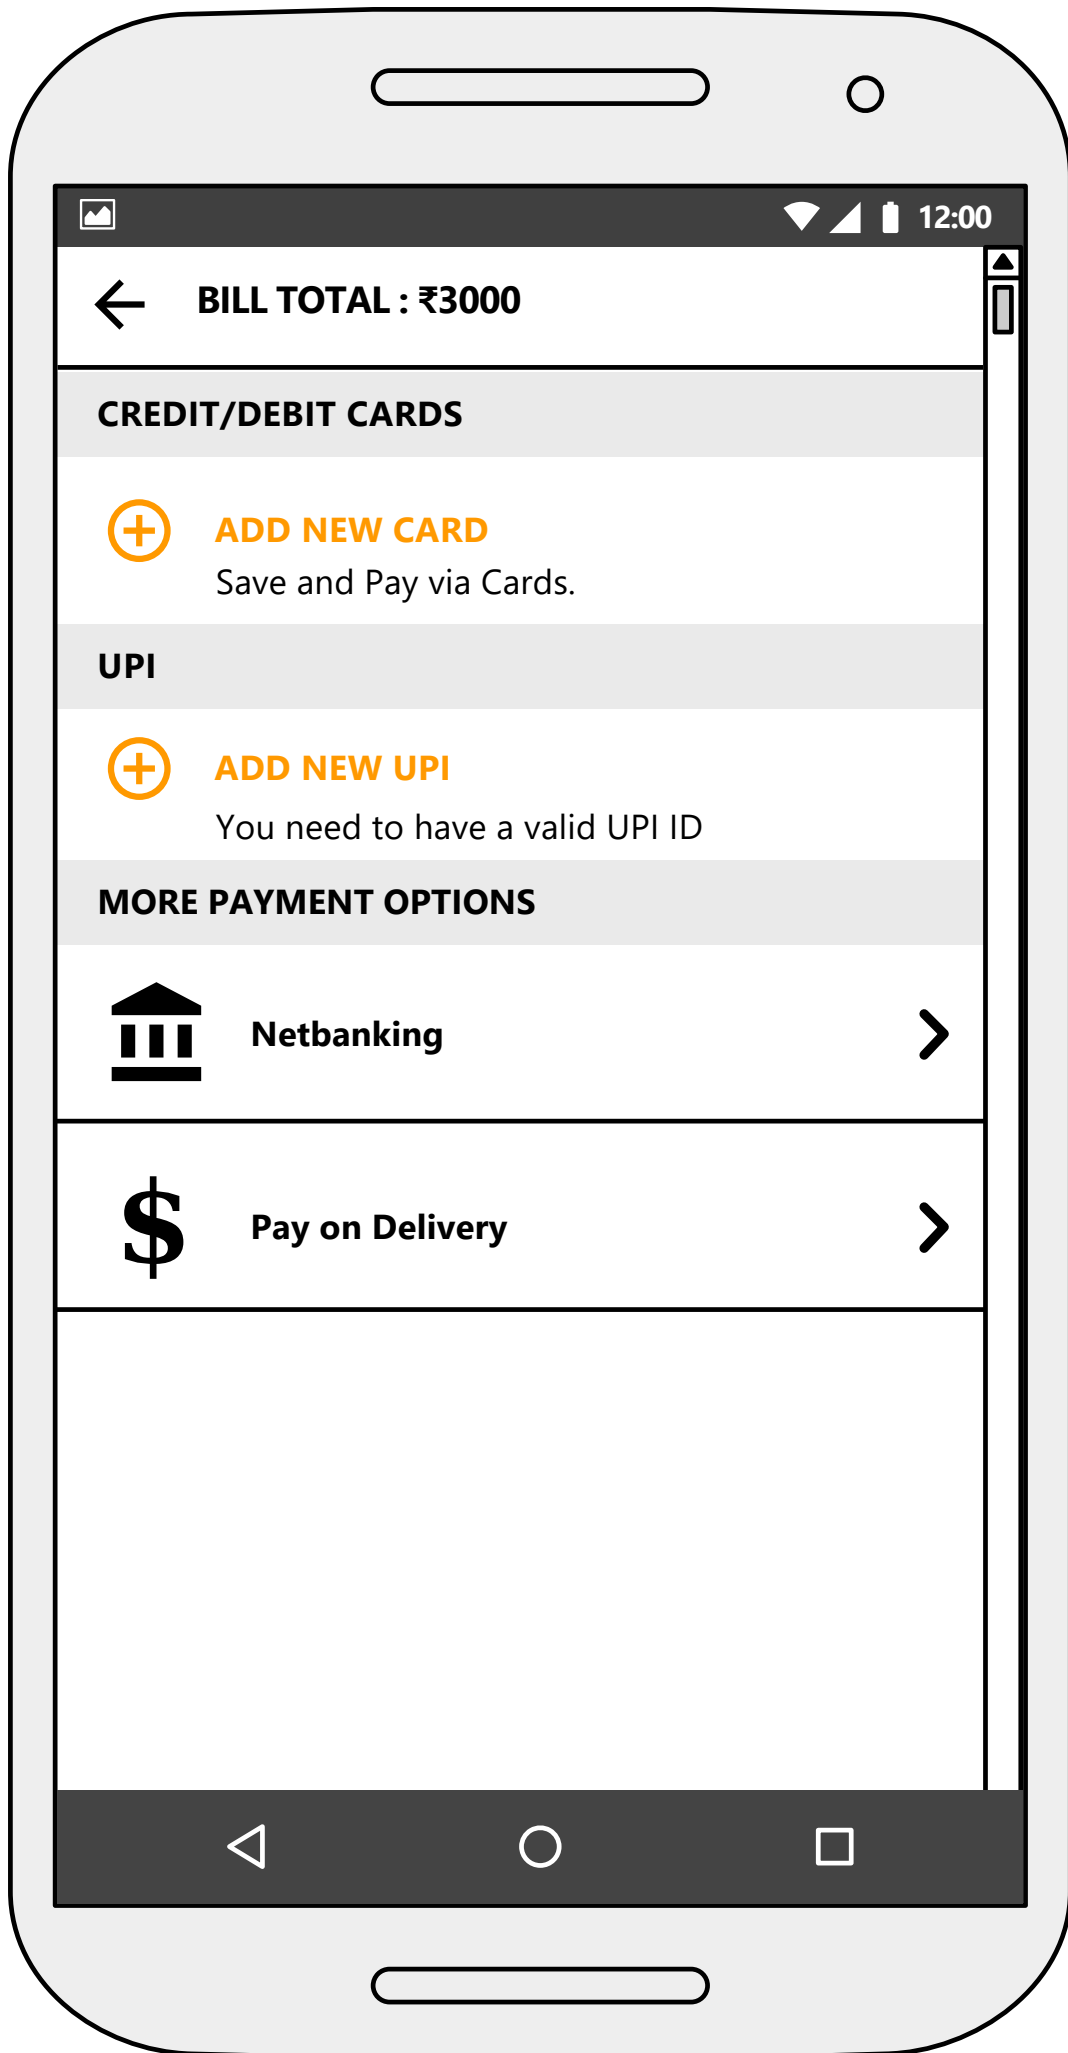 12:00
BILL TOTAL : ₹3000
CREDIT/DEBIT CARDS
ADD NEW CARD
Save and Pay via Cards.
UPI
ADD NEW UPI
You need to have a valid UPI ID
MORE PAYMENT OPTIONS
Netbanking
$ Pay on Delivery